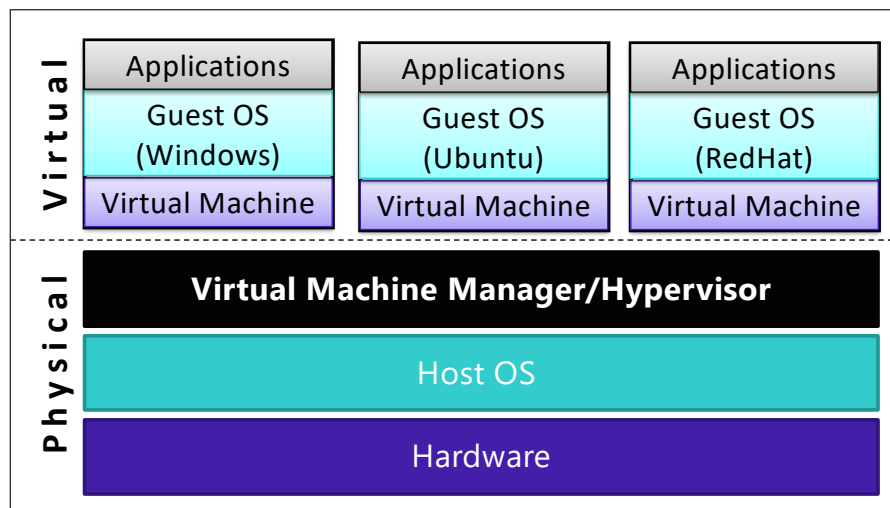 Virtual
Applications
Guest OS
(Windows)
Virtual Machine
Applications
Guest OS
(Ubuntu)
Virtual Machine
Applications
Guest OS
(RedHat)
Virtual Machine
Physical
Virtual Machine Manager/Hypervisor
Host OS
Hardware